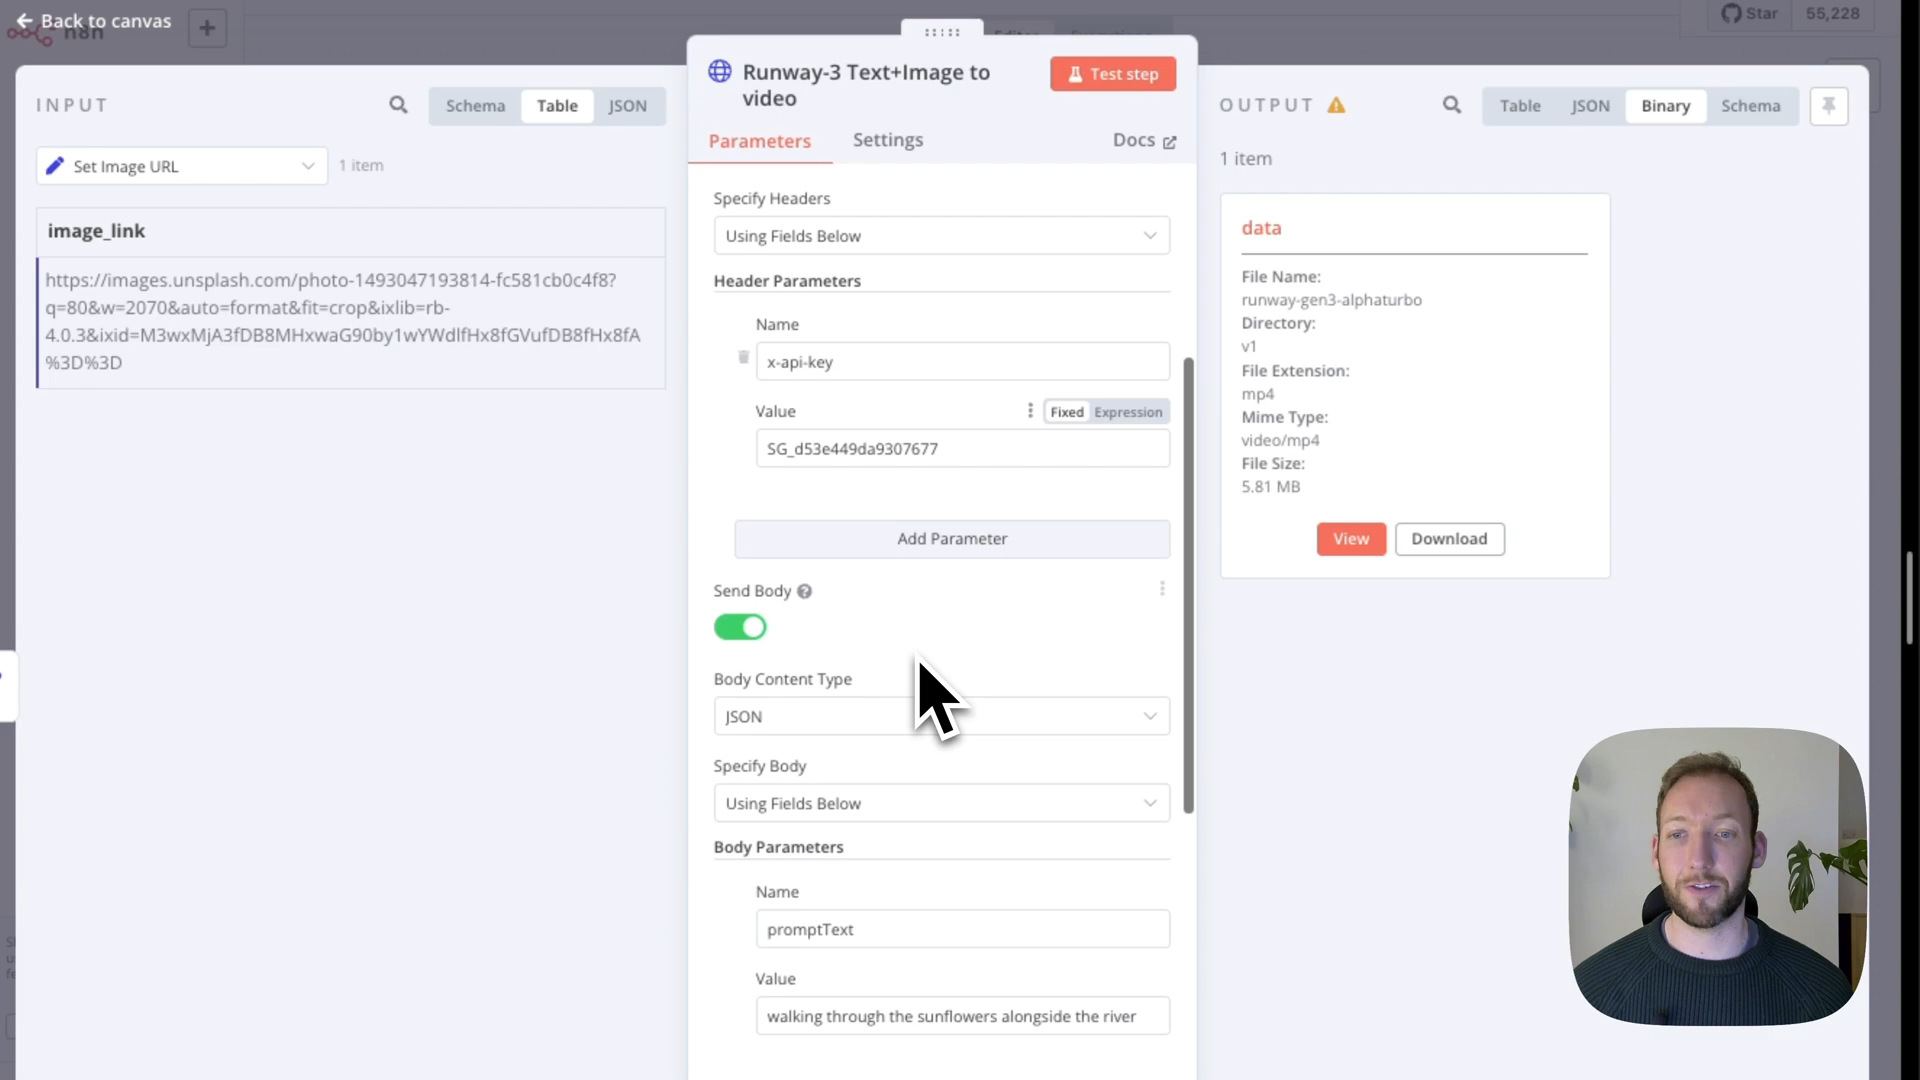 Back to canvas
n8n
Star
55,228
INPUT
Schema
Table
JSON
Set Image URL
1 item
image_link
https://images.unsplash.com/photo-1493047193814-fc581cb0c4f8?
q=80&w=2070&auto=format&fit=crop&ixlib=rb-
4.0.3&ixid=M3wxMjA3fDB8MHxwaG90by1wYWdlfHx8fGVufDB8fHx8fA
%3D%3D
Runway-3 Text+Image to
video
Test step
Parameters
Settings
Docs
Specify Headers
Using Fields Below
Header Parameters
Name
x-api-key
Value
Fixed
Expression
SG_d53e449da9307677
Add Parameter
Send Body
Body Content Type
JSON
Specify Body
Using Fields Below
Body Parameters
Name
promptText
Value
walking through the sunflowers alongside the river
OUTPUT
Table
JSON
Binary
Schema
1 item
data
File Name:
runway-gen3-alphaturbo
Directory:
v1
File Extension:
mp4
Mime Type:
video/mp4
File Size:
5.81 MB
View
Download